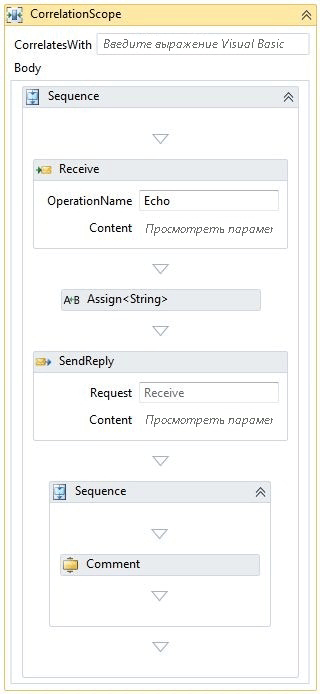 CorrelationScope
CorrelatesWith Введите выражение Visual Basic
Body
Sequence
Receive
OperationName Echo
Content Просмотреть парамет
A+B Assign<String>
SendReply
Request Receive
Content Просмотреть парамет
Sequence
Comment